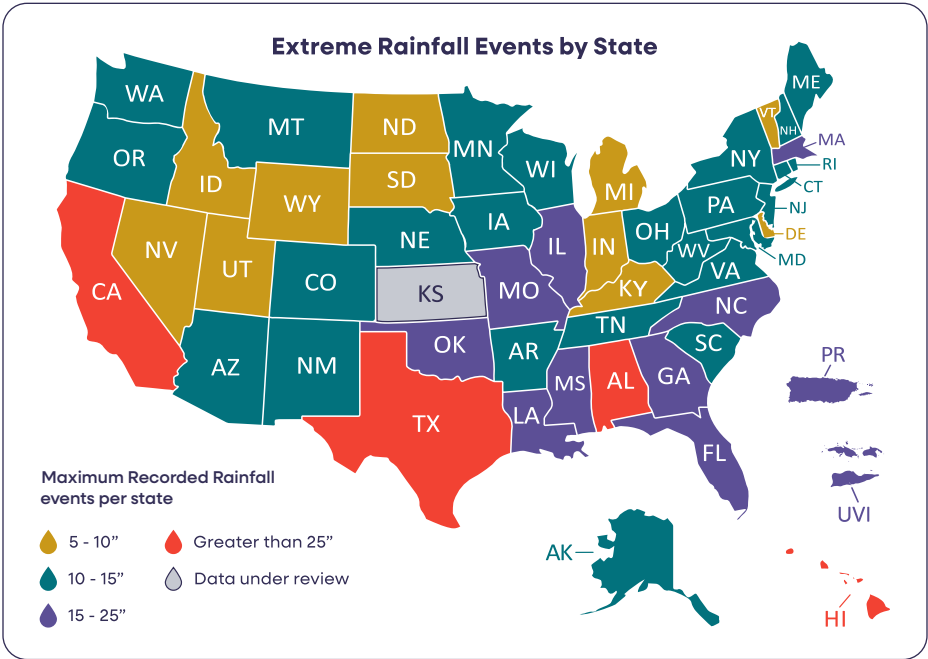 Extreme Rainfall Events by State
WA
MT
ND
MN
ME
VT
NH
MA
OR
ID
SD
WI
NY
RI
CT
WY
MI
PA
NJ
IA
NE
OH
DE
NV
UT
IL
IN
WV
MD
CO
VA
CA
KS
MO
KY
NC
TN
OK
AR
SC
AZ
NM
MS
AL
GA
PR
TX
LA
FL
UVI
AK
HI
Maximum Recorded Rainfall
events per state
5 - 10”
Greater than 25”
10 - 15”
Data under review
15 - 25”